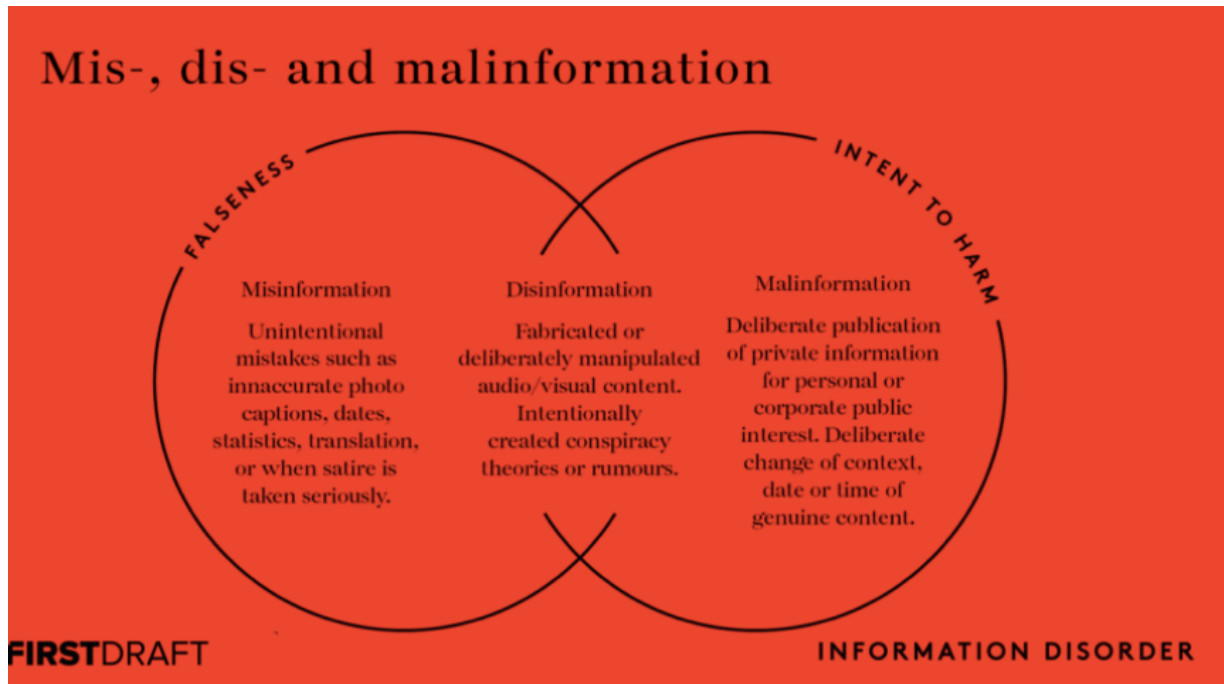 Mis-, dis- and malinformation
FALSENESS
INTENT TO HARM
Misinformation
Unintentional
mistakes such as
innaccurate photo
captions, dates,
statistics, translation,
or when satire is
taken seriously.
Disinformation
Fabricated or
deliberately manipulated
audio/visual content.
Intentionally
created conspiracy
theories or rumours.
Malinformation
Deliberate publication
of private information
for personal or
corporate public
interest. Deliberate
change of context,
date or time of
genuine content.
FIRSTDRAFT
INFORMATION DISORDER